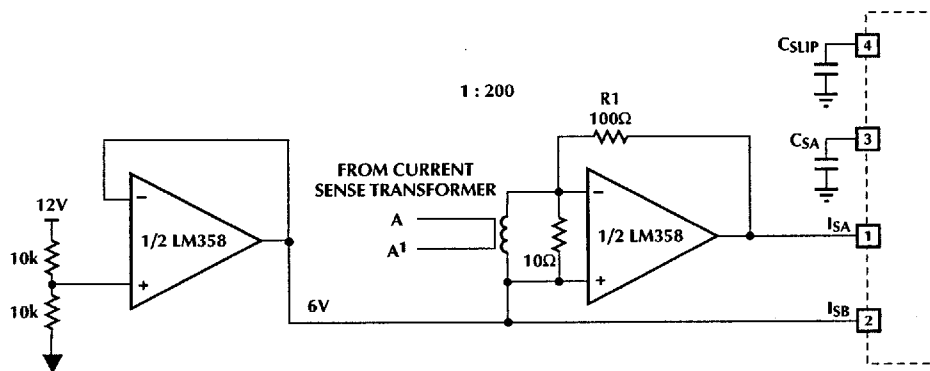 CSLIP
4
1 : 200
R1
100Ω
CSA
3
FROM CURRENT
SENSE TRANSFORMER
12V
−
1/2 LM358
+
10k
10k
A
A1
10Ω
−
1/2 LM358
+
ISA
1
6V
ISB
2